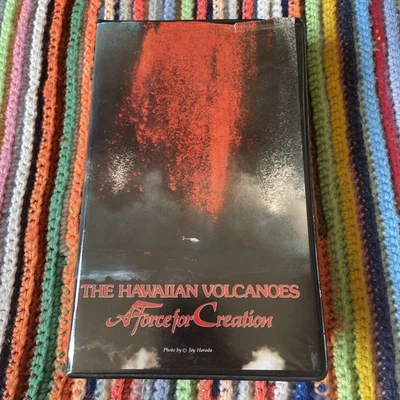 THE HAWAIIAN VOLCANOES
A Force for Creation
Photo by © Jay Harada